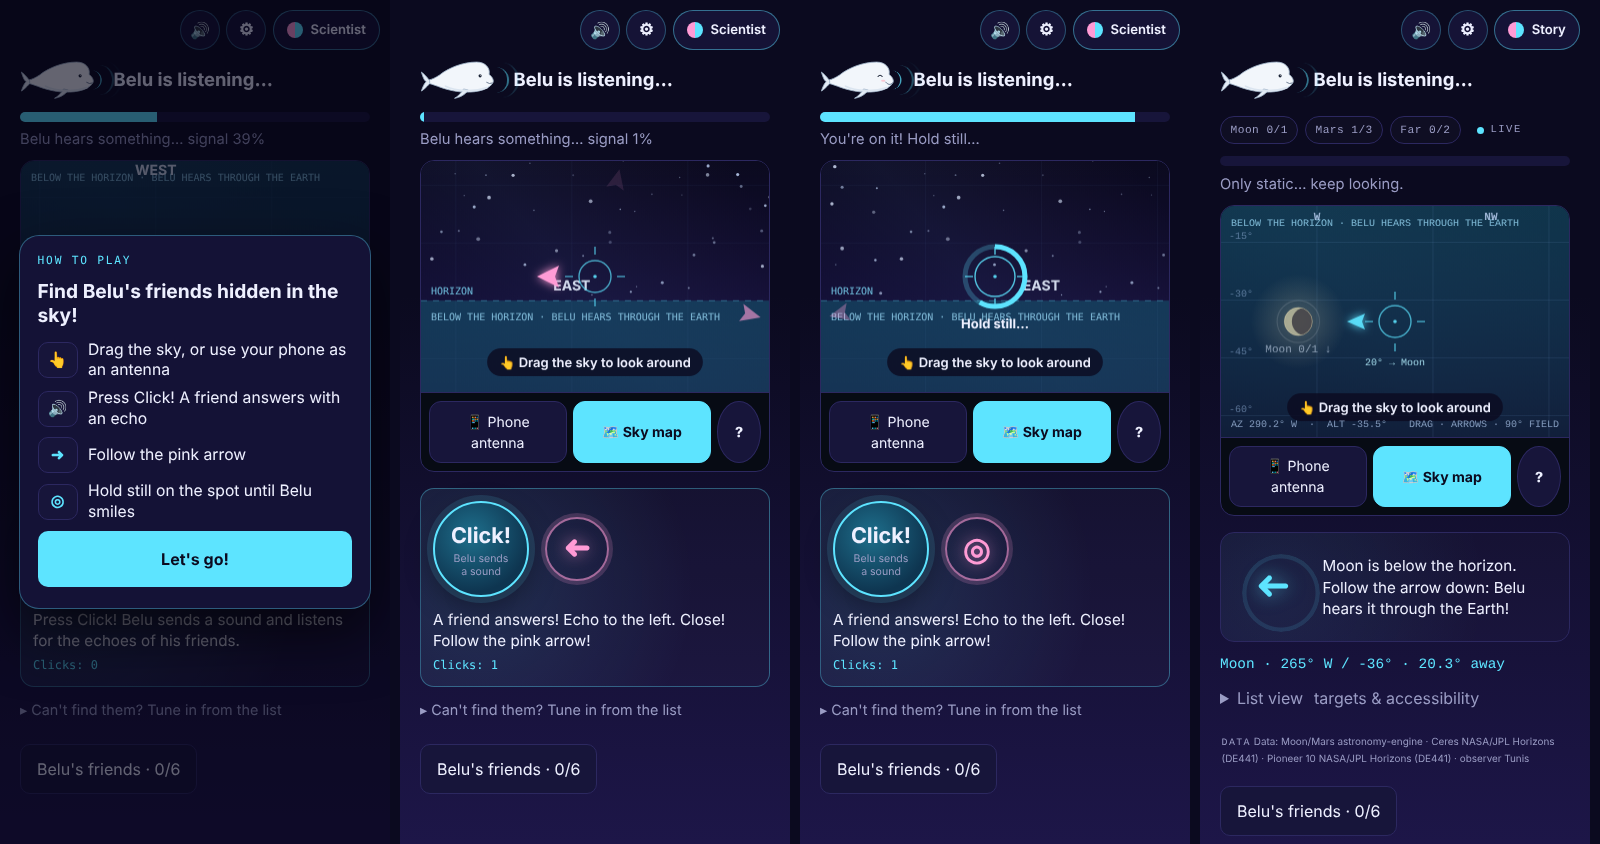 Scientist
Belu is listening...
Belu hears something... signal 39%
WEST
BELOW THE HORIZON · BELU HEARS THROUGH THE EARTH
HOW TO PLAY
Find Belu's friends hidden in the
sky!
Drag the sky, or use your phone as
an antenna
Press Click! A friend answers with
an echo
Follow the pink arrow
Hold still on the spot until Belu
smiles
Let's go!
Press Click! Belu sends a sound and listens
for the echoes of his friends.
Clicks: 0
▸ Can't find them? Tune in from the list
Belu's friends · 0/6
Scientist
Belu is listening...
Belu hears something... signal 1%
EAST
HORIZON
BELOW THE HORIZON · BELU HEARS THROUGH THE EARTH
Drag the sky to look around
Phone
antenna
Sky map
?
Click!
Belu sends
a sound
A friend answers! Echo to the left. Close!
Follow the pink arrow!
Clicks: 1
▸ Can't find them? Tune in from the list
Belu's friends · 0/6
Scientist
Belu is listening...
You're on it! Hold still...
EAST
HORIZON
BELOW THE HORIZON · BELU HEARS THROUGH THE EARTH
Hold still...
Drag the sky to look around
Phone
antenna
Sky map
?
Click!
Belu sends
a sound
A friend answers! Echo to the left. Close!
Follow the pink arrow!
Clicks: 1
▸ Can't find them? Tune in from the list
Belu's friends · 0/6
Story
Belu is listening...
Moon 0/1 Mars 1/3 Far 0/2 LIVE
Only static... keep looking.
W NW
BELOW THE HORIZON · BELU HEARS THROUGH THE EARTH
-15°
-30°
-45°
Moon 0/1 ↓
20° → Moon
-60°
Drag the sky to look around
AZ 290.2° W · ALT -35.5° DRAG · ARROWS · 90° FIELD
Phone
antenna
Sky map
?
Moon is below the horizon.
Follow the arrow down: Belu
hears it through the Earth!
Moon · 265° W / -36° · 20.3° away
▶ List view targets & accessibility
DATA Data: Moon/Mars astronomy-engine · Ceres NASA/JPL Horizons
(DE441) · Pioneer 10 NASA/JPL Horizons (DE441) · observer Tunis
Belu's friends · 0/6